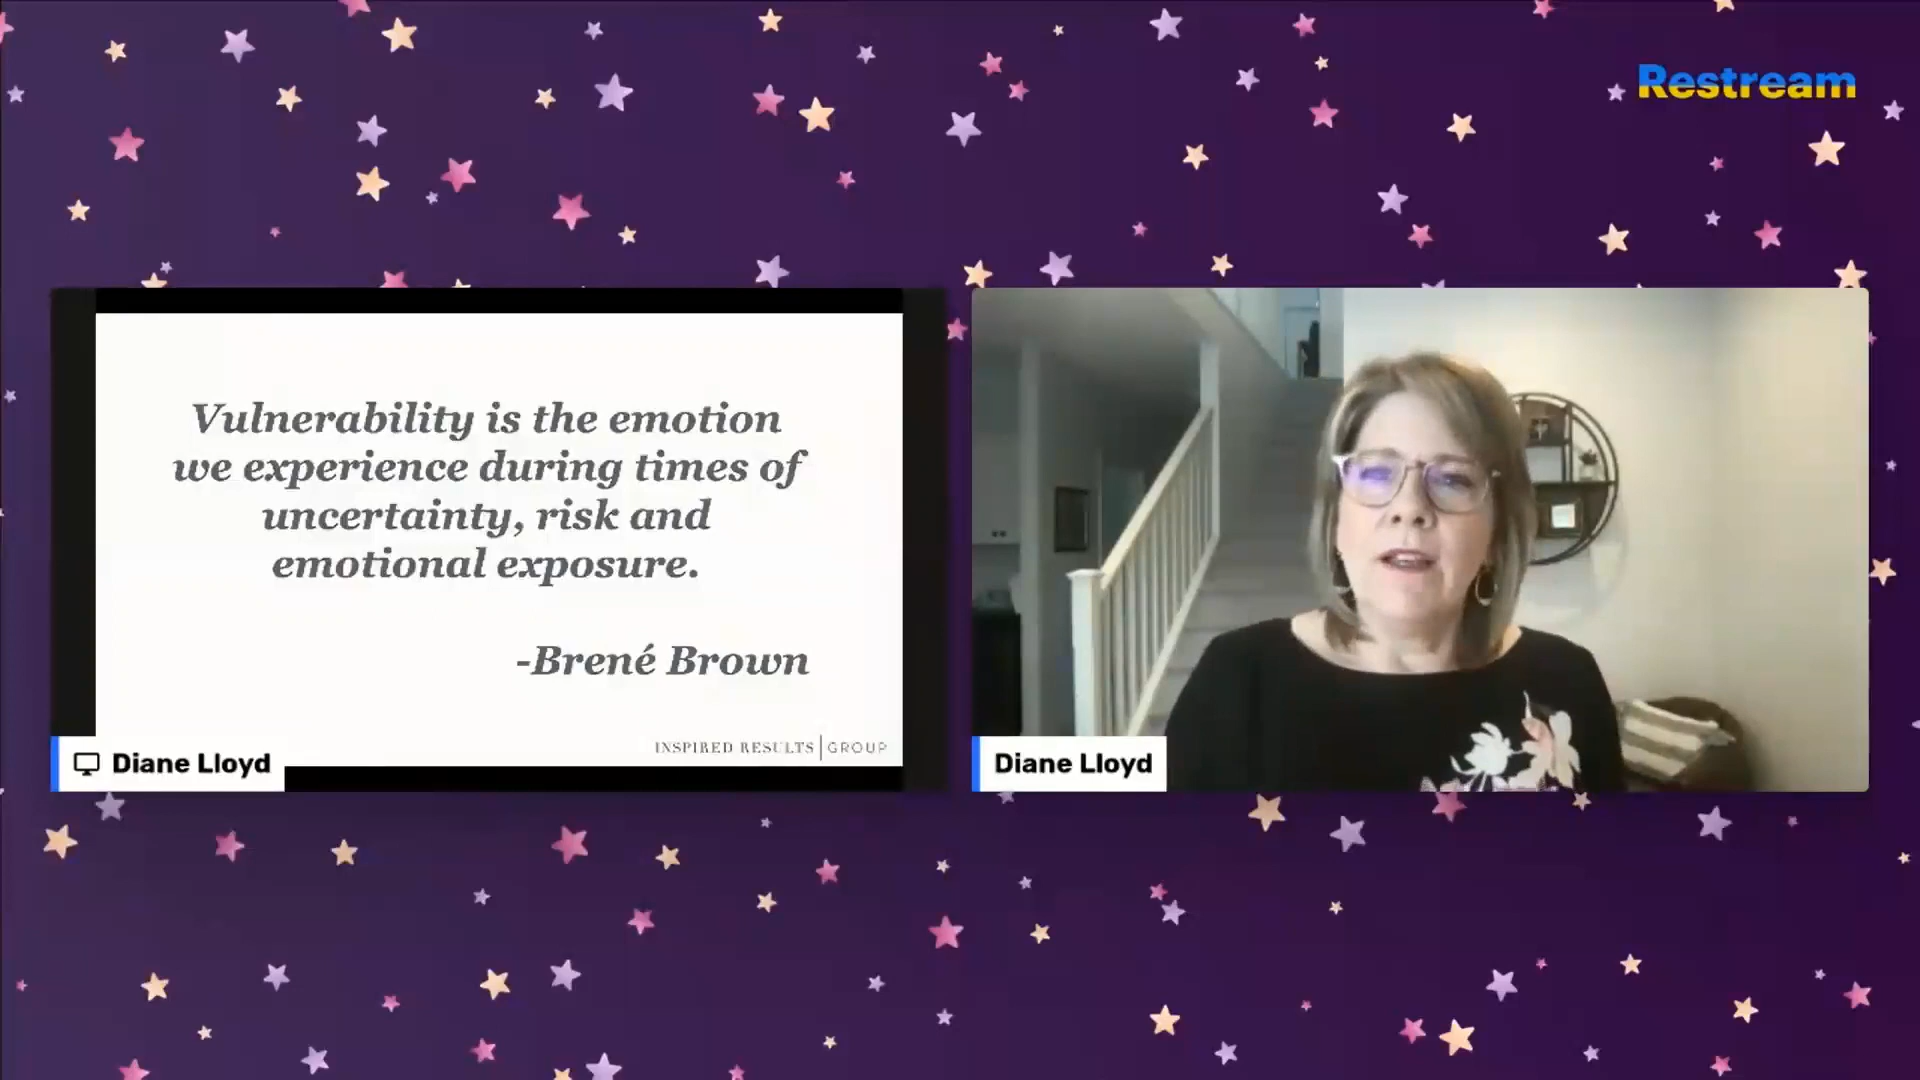 Restream
Vulnerability is the emotion
we experience during times of
uncertainty, risk and
emotional exposure.
-Brené Brown
INSPIRED RESULTS | GROUP
Diane Lloyd
Diane Lloyd